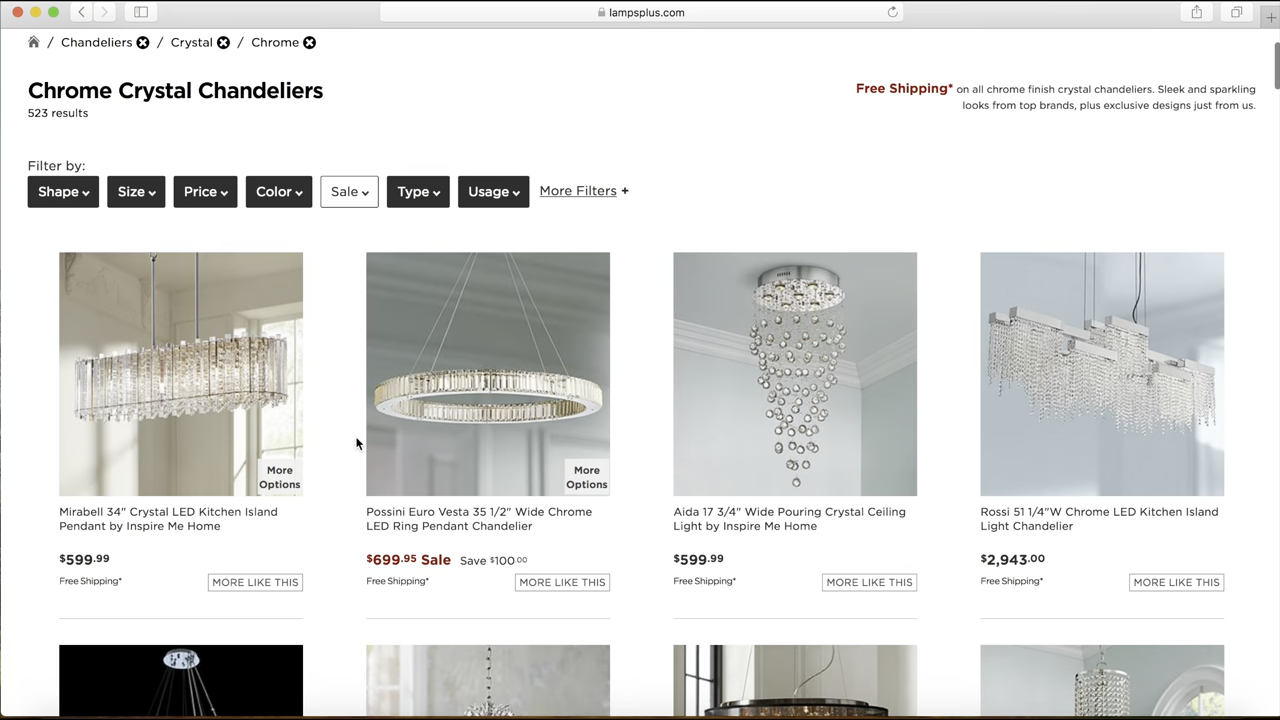 lampsplus.com
/ Chandeliers / Crystal / Chrome
Chrome Crystal Chandeliers
523 results
Free Shipping* on all chrome finish crystal chandeliers. Sleek and sparkling
looks from top brands, plus exclusive designs just from us.
Filter by:
Shape Size Price Color Sale Type Usage More Filters +
More
Options
More
Options
Mirabell 34" Crystal LED Kitchen Island
Pendant by Inspire Me Home
$599.99
Free Shipping*
MORE LIKE THIS
Possini Euro Vesta 35 1/2" Wide Chrome
LED Ring Pendant Chandelier
$699.95 Sale Save $100.00
Free Shipping*
MORE LIKE THIS
Aida 17 3/4" Wide Pouring Crystal Ceiling
Light by Inspire Me Home
$599.99
Free Shipping*
MORE LIKE THIS
Rossi 51 1/4"W Chrome LED Kitchen Island
Light Chandelier
$2,943.00
Free Shipping*
MORE LIKE THIS